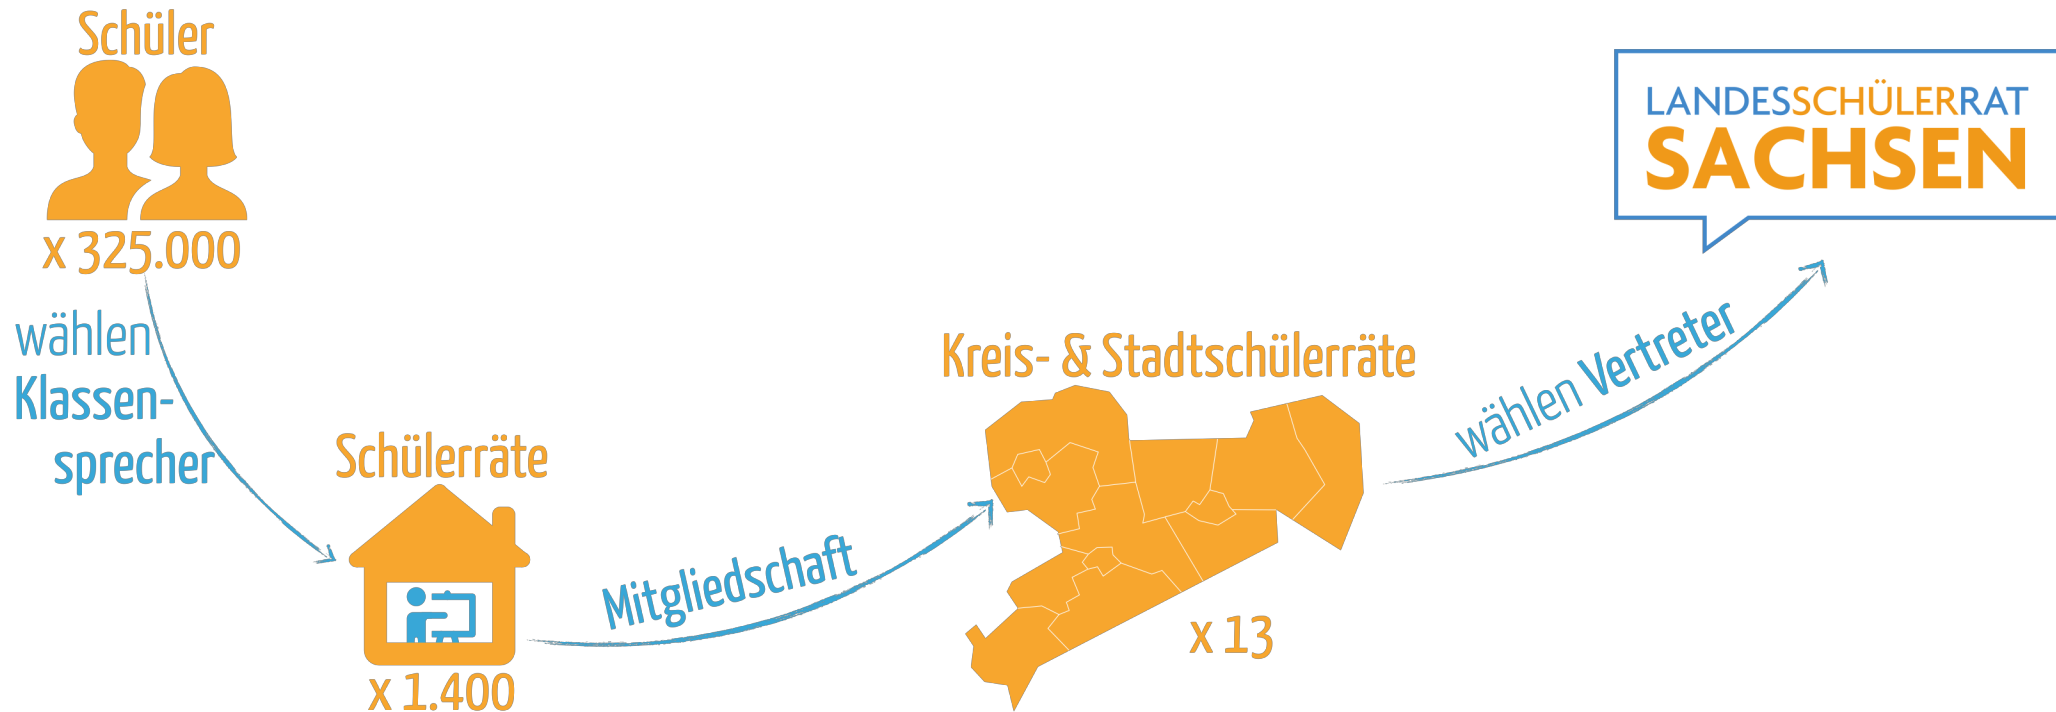 Schüler
x 325.000
wählen
Klassen-
sprecher
Schülerräte
x 1.400
Mitgliedschaft
Kreis- & Stadtschülerräte
x 13
wählen Vertreter
LANDESSCHÜLERRAT
SACHSEN